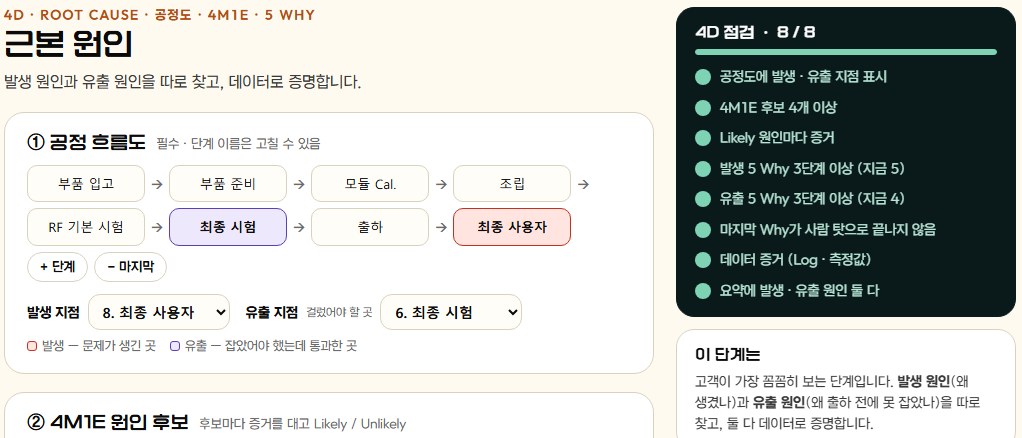 4D · ROOT CAUSE · 공정도 · 4M1E · 5 WHY
근본 원인
발생 원인과 유출 원인을 따로 찾고, 데이터로 증명합니다.
① 공정 흐름도 필수 · 단계 이름은 고칠 수 있음
부품 입고 → 부품 준비 → 모듈 Cal. → 조립 →
RF 기본 시험 → 최종 시험 → 출하 → 최종 사용자
+ 단계 − 마지막
발생 지점 8. 최종 사용자 유출 지점 걸렀어야 할 곳 6. 최종 시험
발생 — 문제가 생긴 곳 유출 — 잡았어야 했는데 통과한 곳
② 4M1E 원인 후보 후보마다 증거를 대고 Likely / Unlikely
4D 점검 · 8 / 8
공정도에 발생 · 유출 지점 표시
4M1E 후보 4개 이상
Likely 원인마다 증거
발생 5 Why 3단계 이상 (지금 5)
유출 5 Why 3단계 이상 (지금 4)
마지막 Why가 사람 탓으로 끝나지 않음
데이터 증거 (Log · 측정값)
요약에 발생 · 유출 원인 둘 다
이 단계는
고객이 가장 꼼꼼히 보는 단계입니다. 발생 원인(왜
생겼나)과 유출 원인(왜 출하 전에 못 잡았나)을 따로
찾고, 둘 다 데이터로 증명합니다.